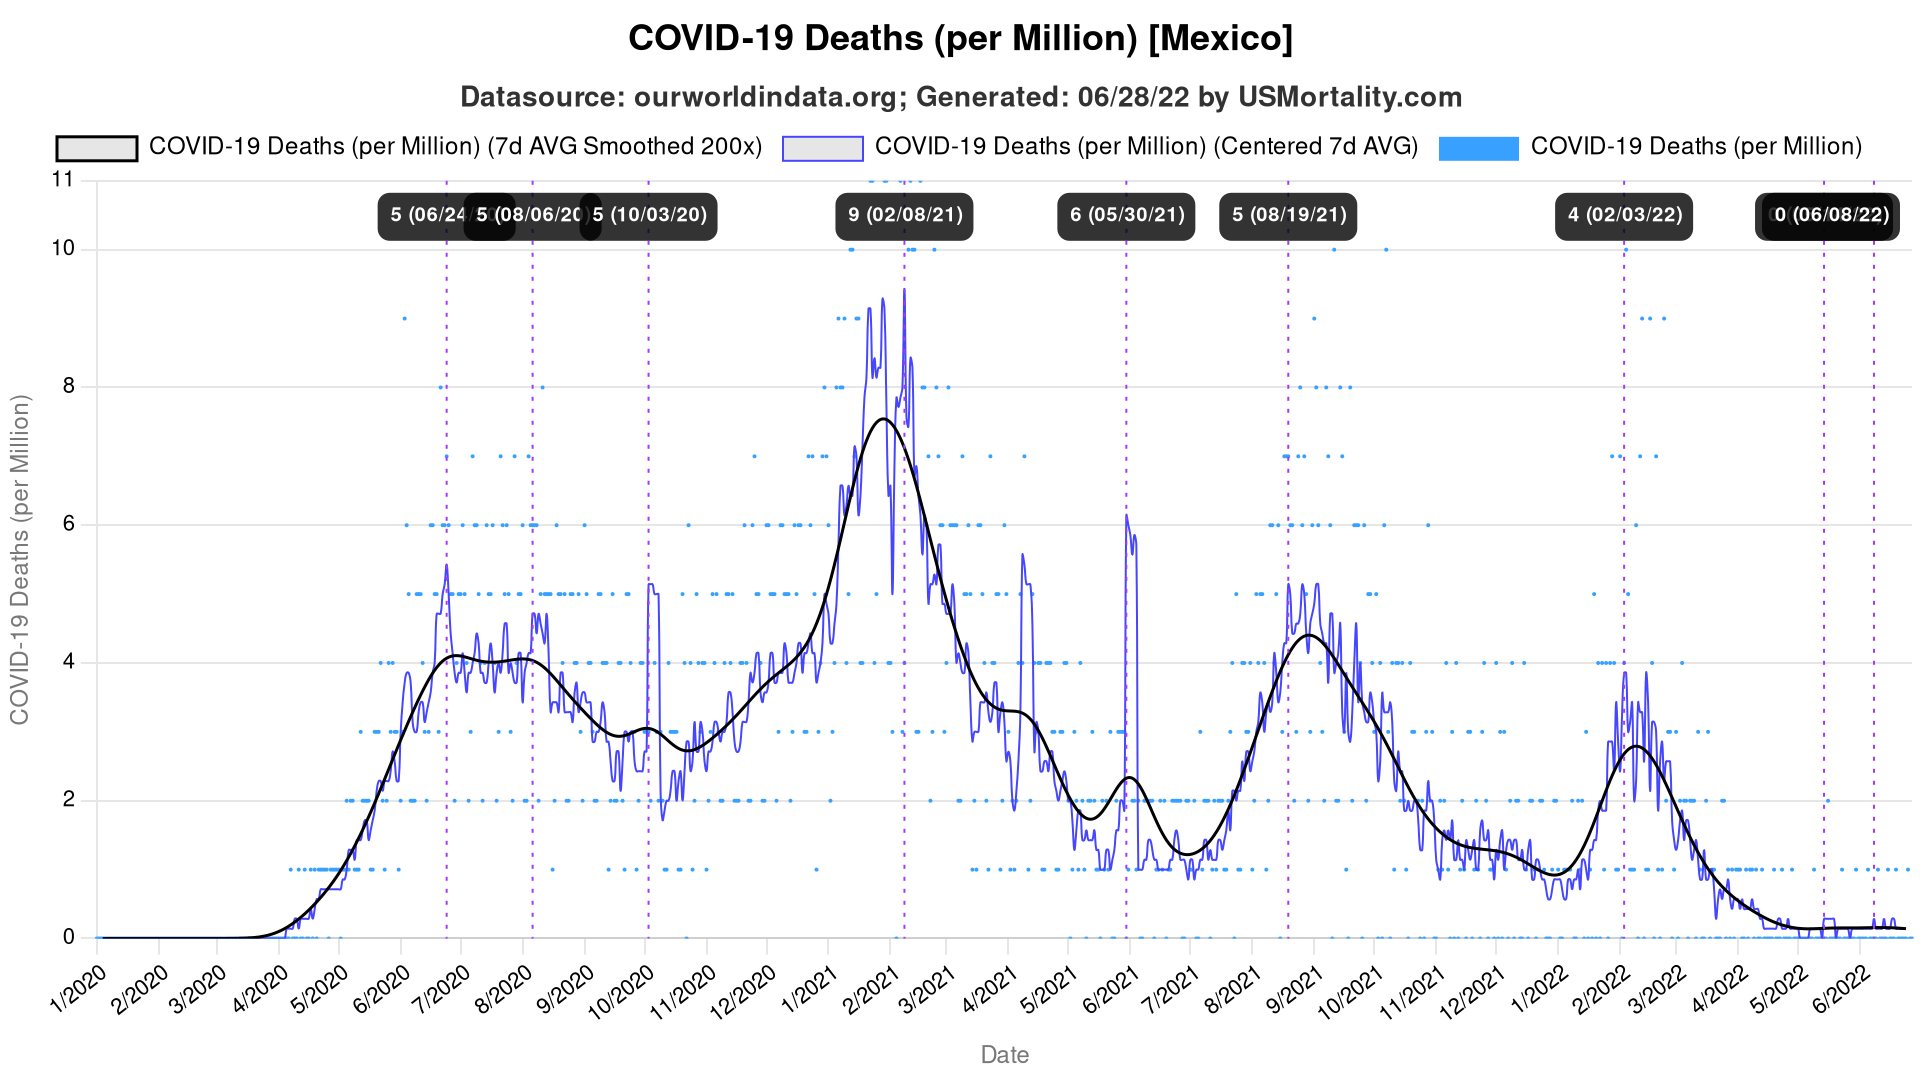 COVID-19 Deaths (per Million) [Mexico]
Datasource: ourworldindata.org; Generated: 06/28/22 by USMortality.com
COVID-19 Deaths (per Million) (7d AVG Smoothed 200x) COVID-19 Deaths (per Million) (Centered 7d AVG) COVID-19 Deaths (per Million)
11
5 (06/24 5 (08/06/20) 5 (10/03/20) 9 (02/08/21) 6 (05/30/21) 5 (08/19/21) 4 (02/03/22) 0 (06/08/22)
10
8
6
4
2
0
COVID-19 Deaths (per Million)
1/2020 2/2020 3/2020 4/2020 5/2020 6/2020 7/2020 8/2020 9/2020 10/2020 11/2020 12/2020 1/2021 2/2021 3/2021 4/2021 5/2021 6/2021 7/2021 8/2021 9/2021 10/2021 11/2021 12/2021 1/2022 2/2022 3/2022 4/2022 5/2022 6/2022
Date